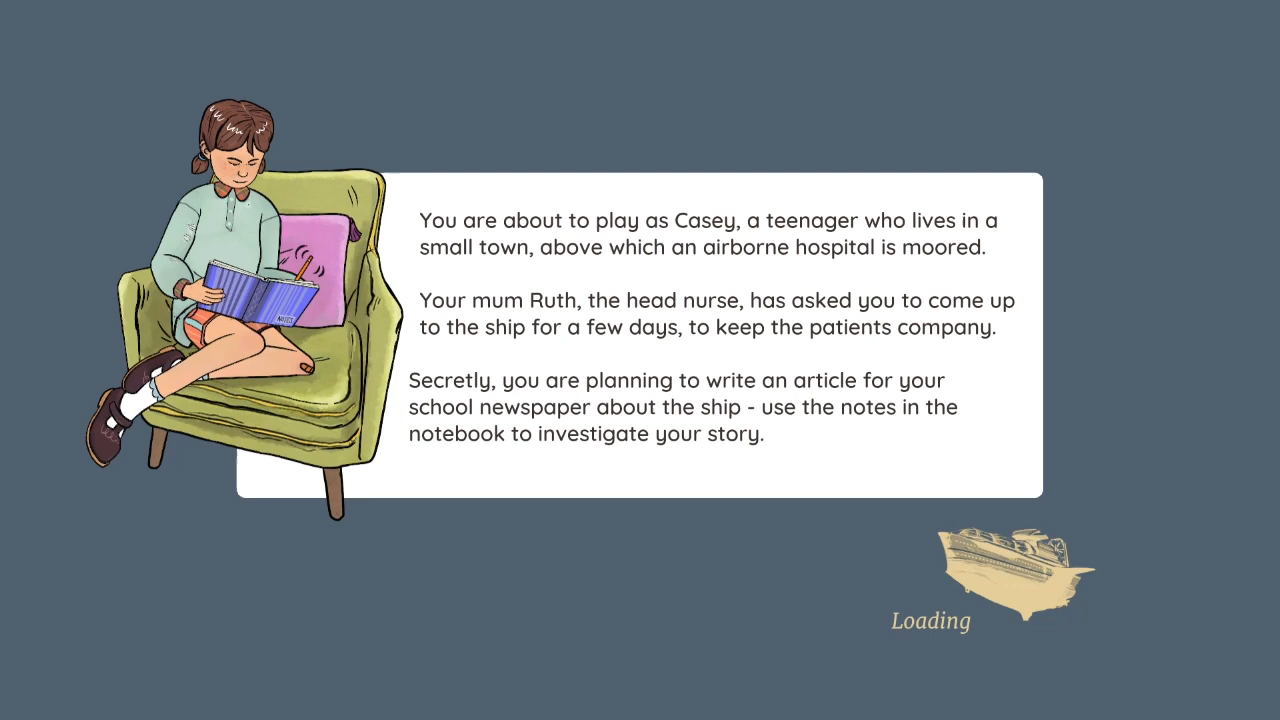 You are about to play as Casey, a teenager who lives in a
small town, above which an airborne hospital is moored.
Your mum Ruth, the head nurse, has asked you to come up
to the ship for a few days, to keep the patients company.
Secretly, you are planning to write an article for your
school newspaper about the ship - use the notes in the
notebook to investigate your story.
NOTES
Loading